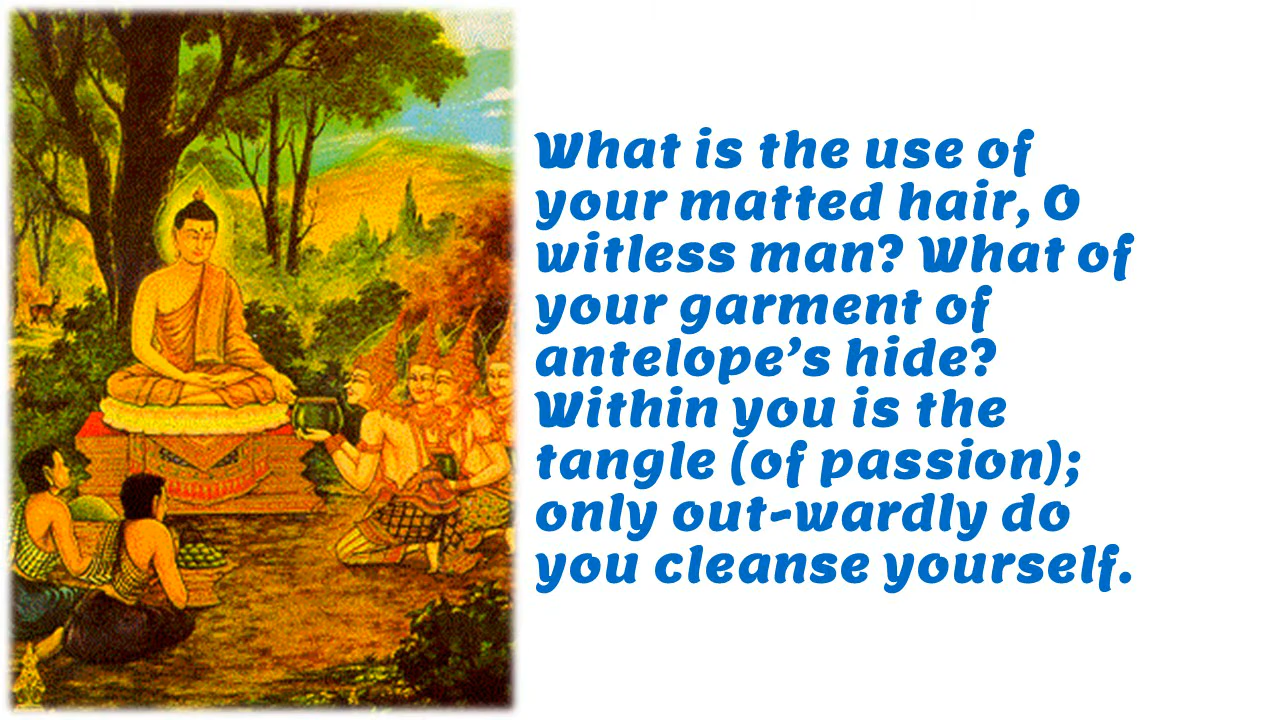 What is the use of
your matted hair, O
witless man? What of
your garment of
antelope’s hide?
Within you is the
tangle (of passion);
only out-wardly do
you cleanse yourself.